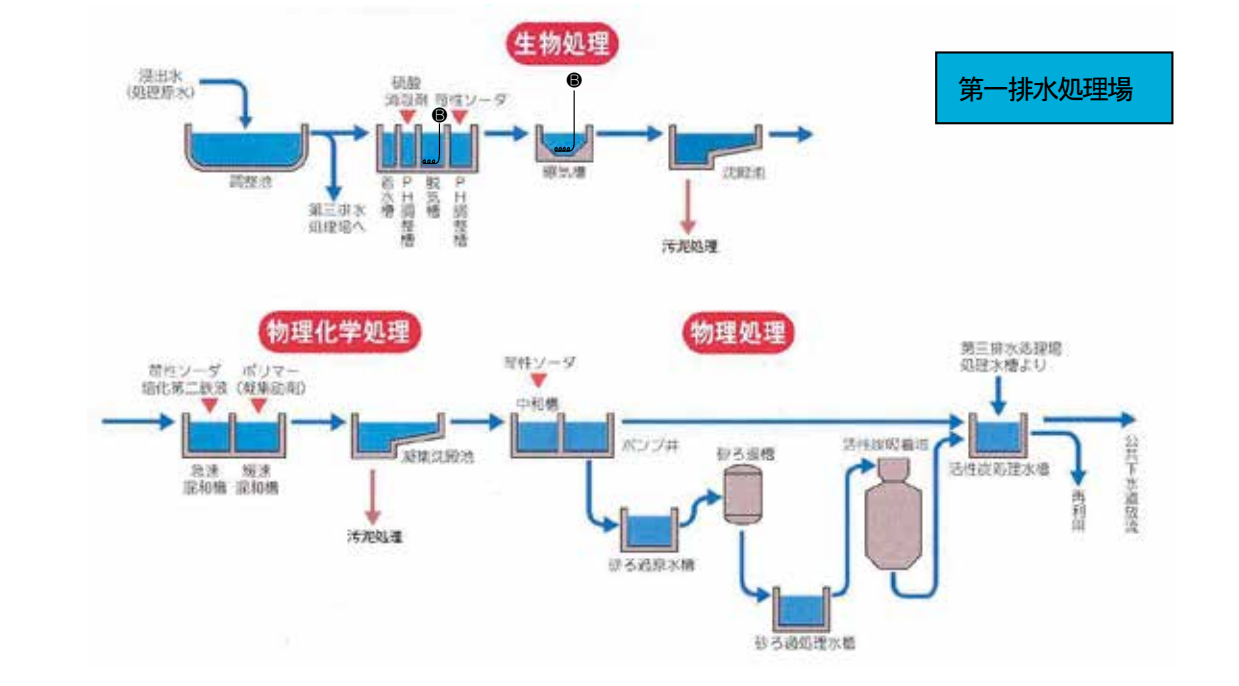 生物処理
第一排水処理場
浸出水
(処理原水)
硫酸
消泡剤
苛性ソーダ
B
B
調整池
第三排水
処理場へ
着水槽
PH調整槽
脱気槽
PH調整槽
曝気槽
沈殿池
汚泥処理
物理化学処理
物理処理
苛性ソーダ
塩化第二鉄液
ポリマー
(凝集助剤)
急速
混和槽
緩速
混和槽
凝集沈殿池
汚泥処理
苛性ソーダ
中和槽
ポンプ井
砂ろ過原水槽
砂ろ過槽
砂ろ過処理水槽
活性炭吸着塔
第三排水処理場
処理水槽より
活性炭処理水槽
再利用
公共下水道放流